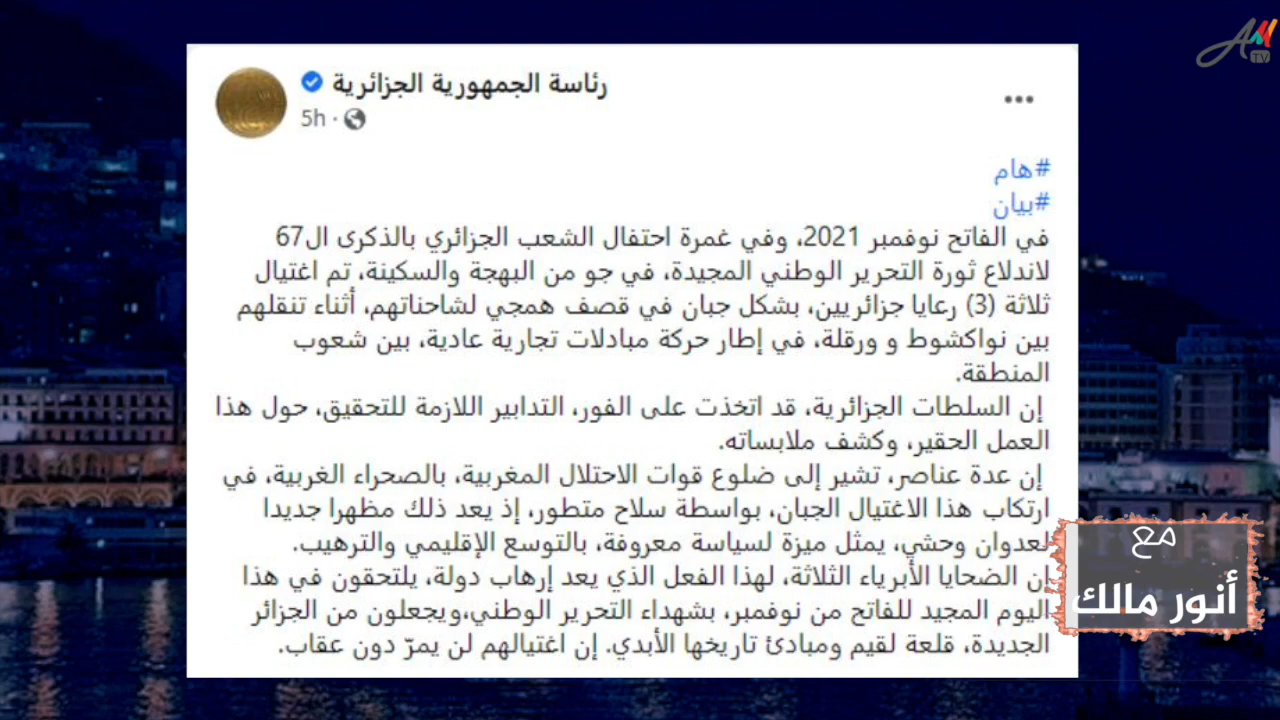 AM
TV
رئاسة الجمهورية الجزائرية
5h ·
#هام
#بيان
في الفاتح نوفمبر 2021، وفي غمرة احتفال الشعب الجزائري بالذكرى ال67
لاندلاع ثورة التحرير الوطني المجيدة، في جو من البهجة والسكينة، تم اغتيال
ثلاثة (3) رعايا جزائريين، بشكل جبان في قصف همجي لشاحناتهم، أثناء تنقلهم
بين نواكشوط و ورقلة، في إطار حركة مبادلات تجارية عادية، بين شعوب
المنطقة.
إن السلطات الجزائرية، قد اتخذت على الفور، التدابير اللازمة للتحقيق، حول هذا
العمل الحقير، وكشف ملابساته.
إن عدة عناصر، تشير إلى ضلوع قوات الاحتلال المغربية، بالصحراء الغربية، في
ارتكاب هذا الاغتيال الجبان، بواسطة سلاح متطور، إذ يعد ذلك مظهرا جديدا
لعدوان وحشي، يمثل ميزة لسياسة معروفة، بالتوسع الإقليمي والترهيب.
إن الضحايا الأبرياء الثلاثة، لهذا الفعل الذي يعد إرهاب دولة، يلتحقون في هذا
اليوم المجيد للفاتح من نوفمبر، بشهداء التحرير الوطني،ويجعلون من الجزائر
الجديدة، قلعة لقيم ومبادئ تاريخها الأبدي. إن اغتيالهم لن يمرّ دون عقاب.
مع
أنور مالك